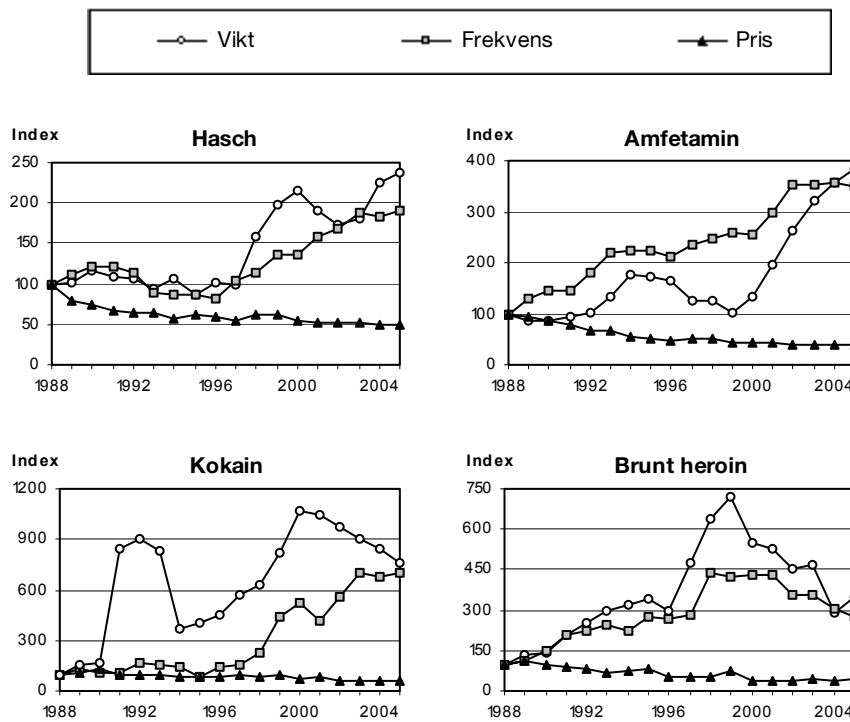 Vikt Frekvens Pris
Index Hasch
250
200
150
100
50
0
1988 1992 1996 2000 2004
Index Amfetamin
400
300
200
100
0
1988 1992 1996 2000 2004
Index Kokain
1200
900
600
300
0
1988 1992 1996 2000 2004
Index Brunt heroin
750
600
450
300
150
0
1988 1992 1996 2000 2004